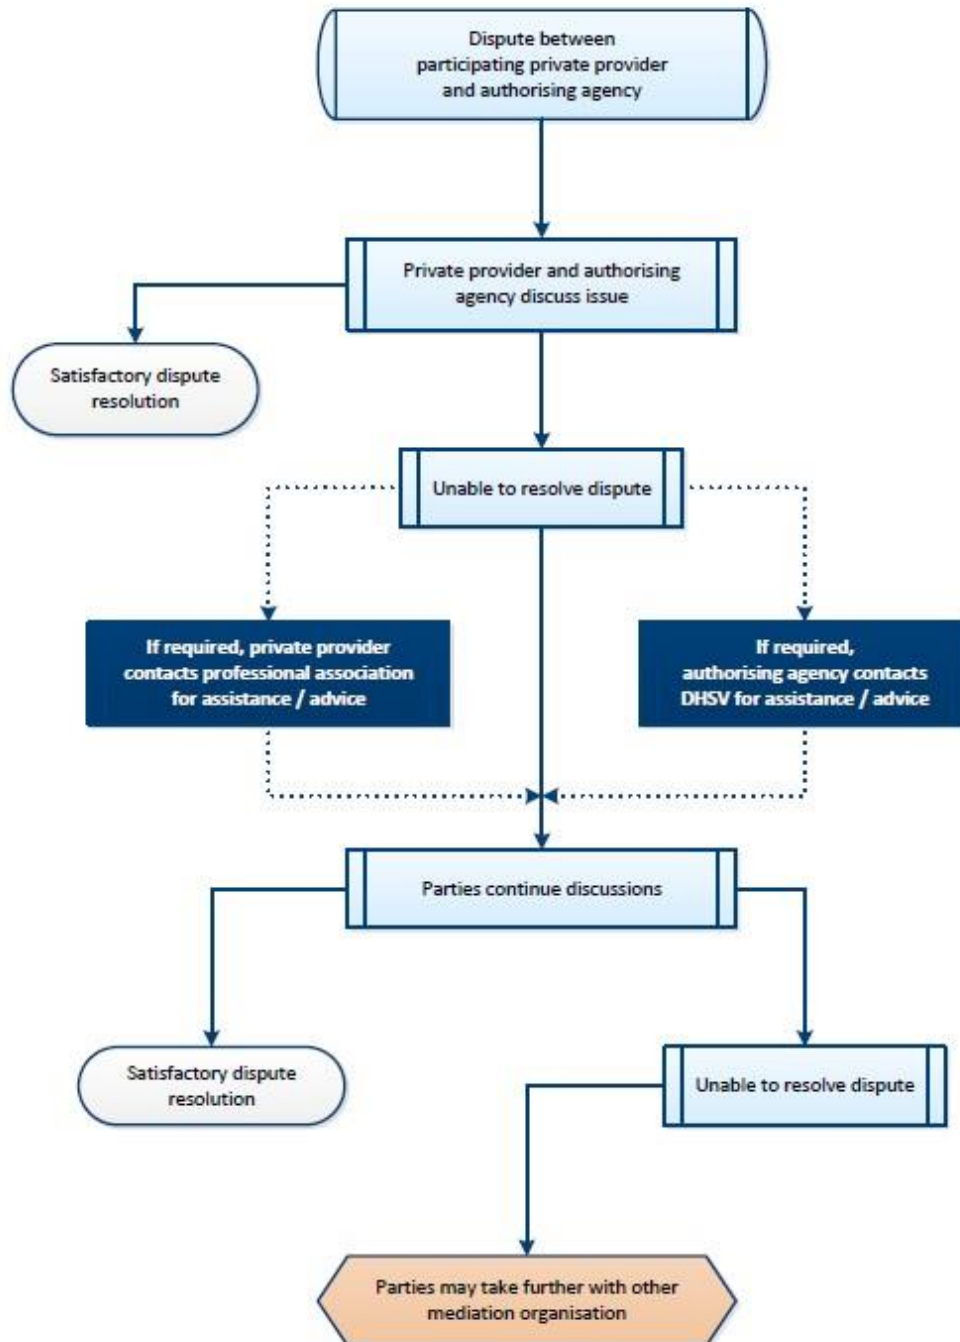 Dispute between
participating private provider
and authorising agency
Private provider and authorising
agency discuss issue
Satisfactory dispute
resolution
Unable to resolve dispute
If required, private provider
contacts professional association
for assistance / advice
If required,
authorising agency contacts
DHSV for assistance / advice
Parties continue discussions
Satisfactory dispute
resolution
Unable to resolve dispute
Parties may take further with other
mediation organisation